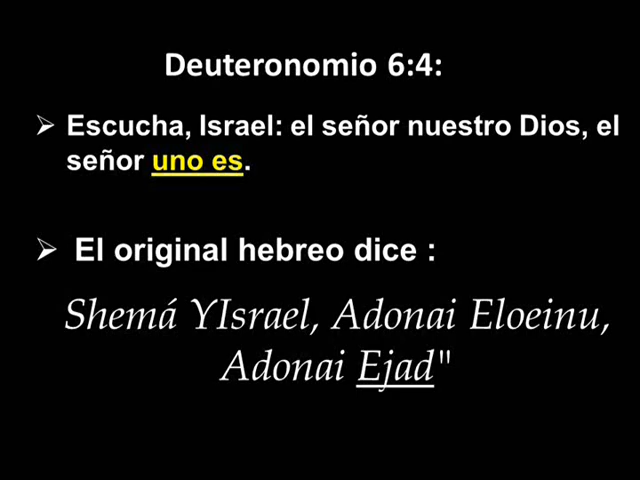 Deuteronomio 6:4:
➢ Escucha, Israel: el señor nuestro Dios, el
señor uno es.
➢ El original hebreo dice :
Shemá YIsrael, Adonai Eloeinu,
Adonai Ejad"